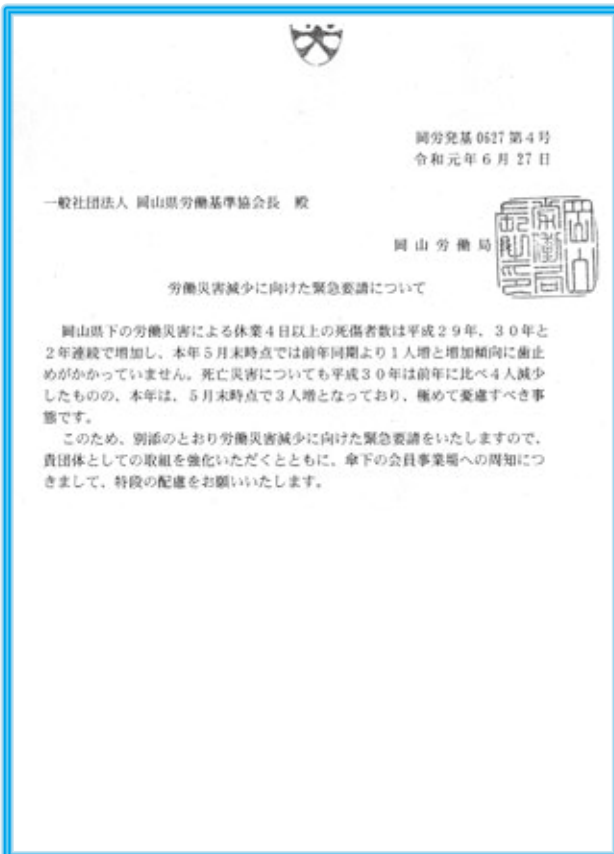 岡労発基0627第4号
令和元年6月27日
一般社団法人 岡山県労働基準協会長 殿
岡山労働局
労働災害減少に向けた緊急要請について
岡山県下の労働災害による休業4日以上の死傷者数は平成29年、30年と
2年連続で増加し、本年5月末時点では前年同期より1人増と増加傾向に歯止
めがかかっていません。死亡災害についても平成30年は前年に比べ4人減少
したものの、本年は、5月末時点で3人増となっており、極めて憂慮すべき事
態です。
このため、別添のとおり労働災害減少に向けた緊急要請をいたしますので、
貴団体としての取組を強化いただくとともに、傘下の会員事業場への周知につ
きまして、特段の配慮をお願いいたします。